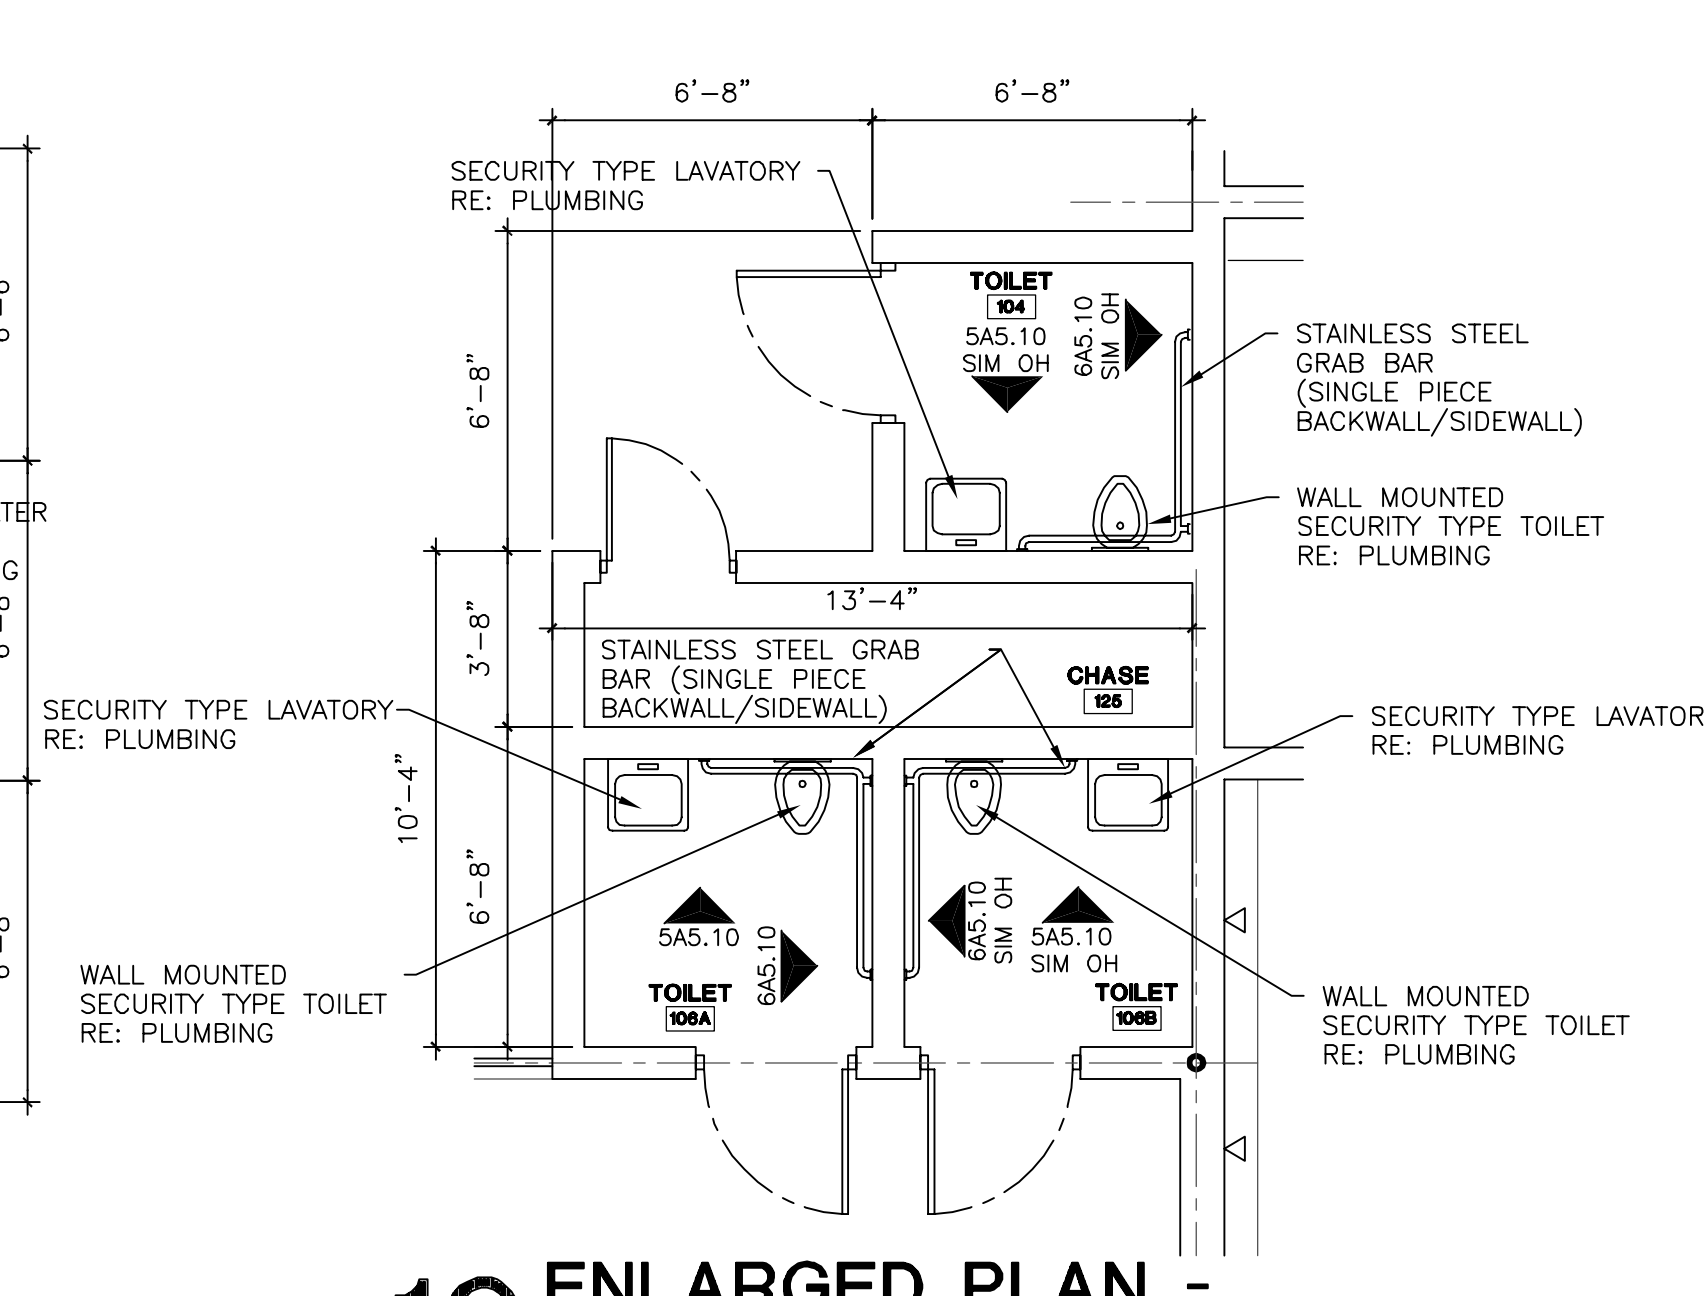 6'-8"
6'-8"
SECURITY TYPE LAVATORY
RE: PLUMBING
TOILET
104
5A5.10
SIM OH
6A5.10
SIM OH
STAINLESS STEEL
GRAB BAR
(SINGLE PIECE
BACKWALL/SIDEWALL)
6'-8"
WALL MOUNTED
SECURITY TYPE TOILET
RE: PLUMBING
TER
G
13'-4"
3'-8"
STAINLESS STEEL GRAB
BAR (SINGLE PIECE
BACKWALL/SIDEWALL)
CHASE
125
SECURITY TYPE LAVATORY
RE: PLUMBING
SECURITY TYPE LAVATOR
RE: PLUMBING
10'-4"
6'-8"
5A5.10
6A5.10
6A5.10
SIM OH
5A5.10
SIM OH
WALL MOUNTED
SECURITY TYPE TOILET
RE: PLUMBING
TOILET
106A
TOILET
106B
WALL MOUNTED
SECURITY TYPE TOILET
RE: PLUMBING
ENLARGED PLAN -